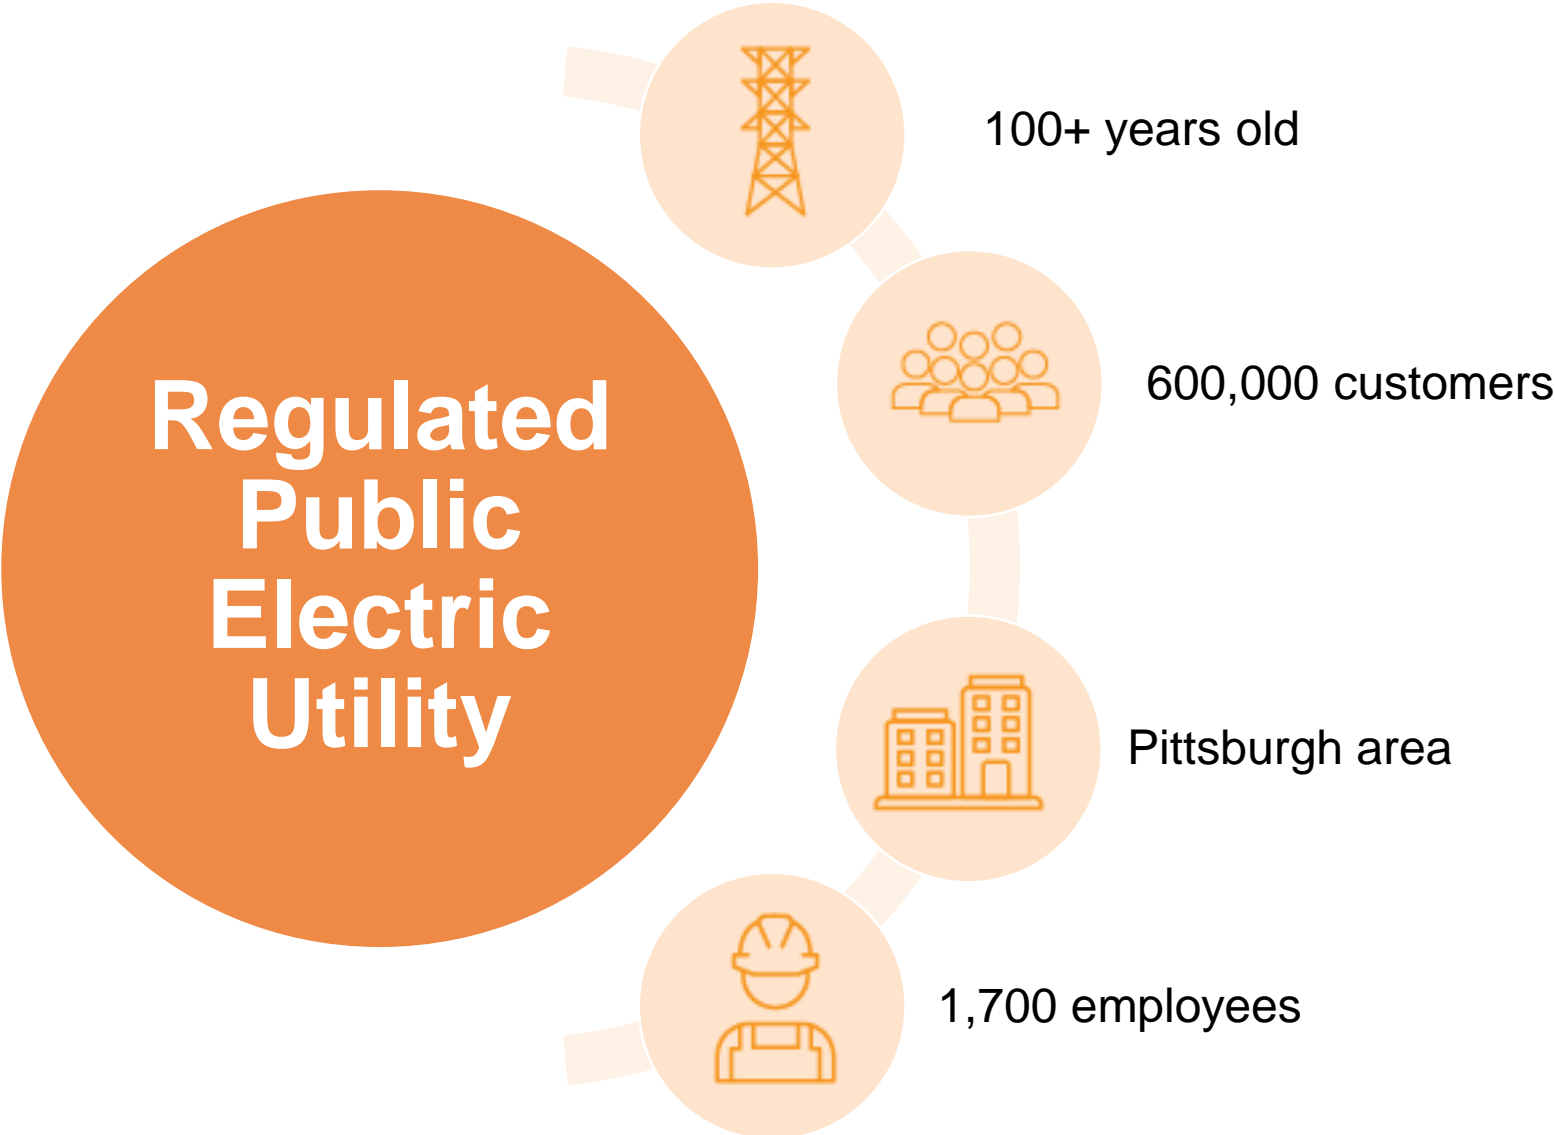 Regulated
Public
Electric
Utility
100+ years old
600,000 customers
Pittsburgh area
1,700 employees